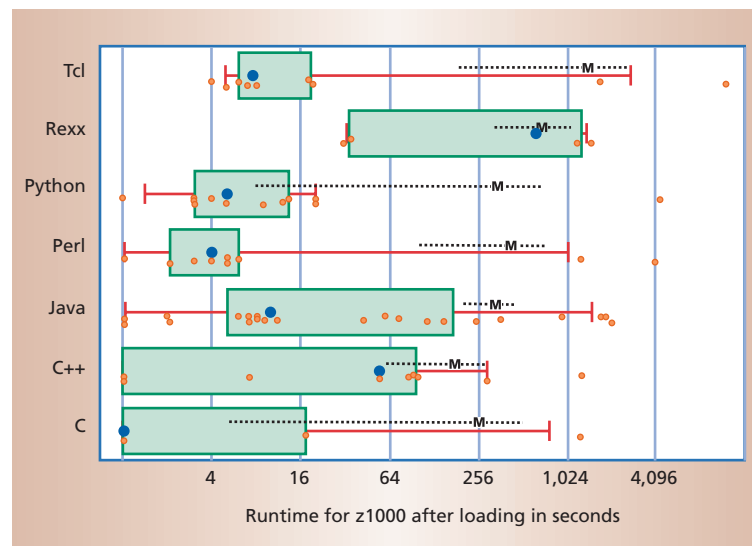 Tcl
M
Rexx
M
Python
M
Perl
M
Java
M
C++
M
C
M
4 16 64 256 1,024 4,096
Runtime for z1000 after loading in seconds